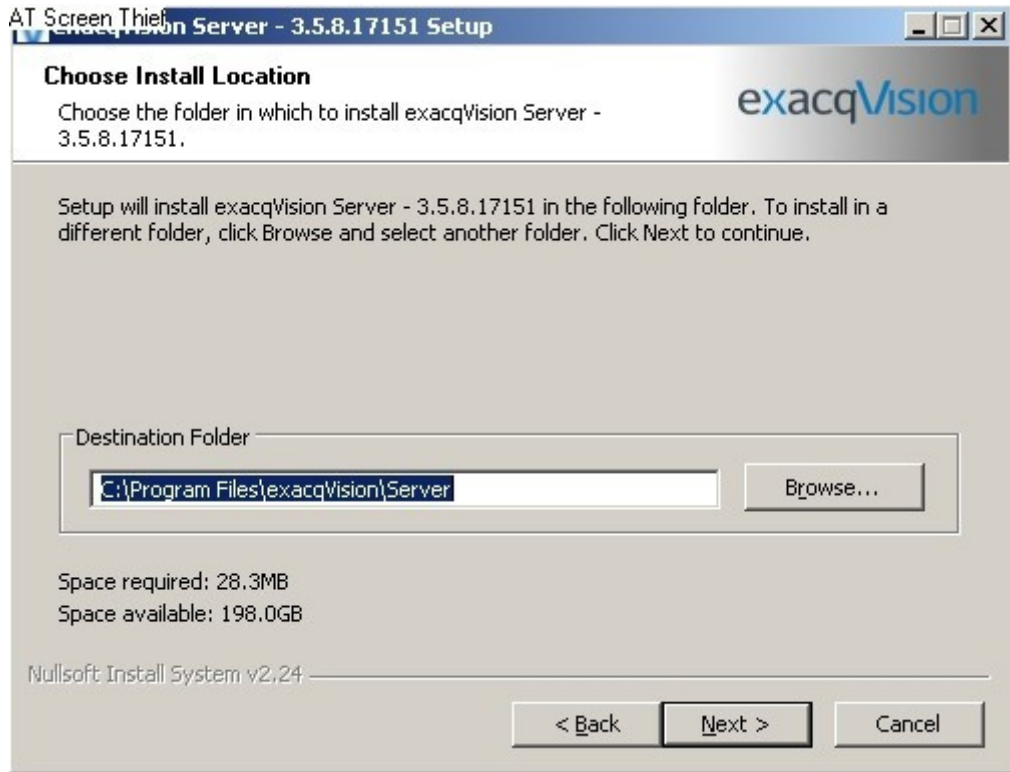 AT Screen Thief
exacqVision Server - 3.5.8.17151 Setup
Choose Install Location
Choose the folder in which to install exacqVision Server -
3.5.8.17151.
exacqVision
Setup will install exacqVision Server - 3.5.8.17151 in the following folder. To install in a
different folder, click Browse and select another folder. Click Next to continue.
Destination Folder
C:\Program Files\exacqVision\Server
Browse...
Space required: 28.3MB
Space available: 198.0GB
Nullsoft Install System v2.24
< Back
Next >
Cancel